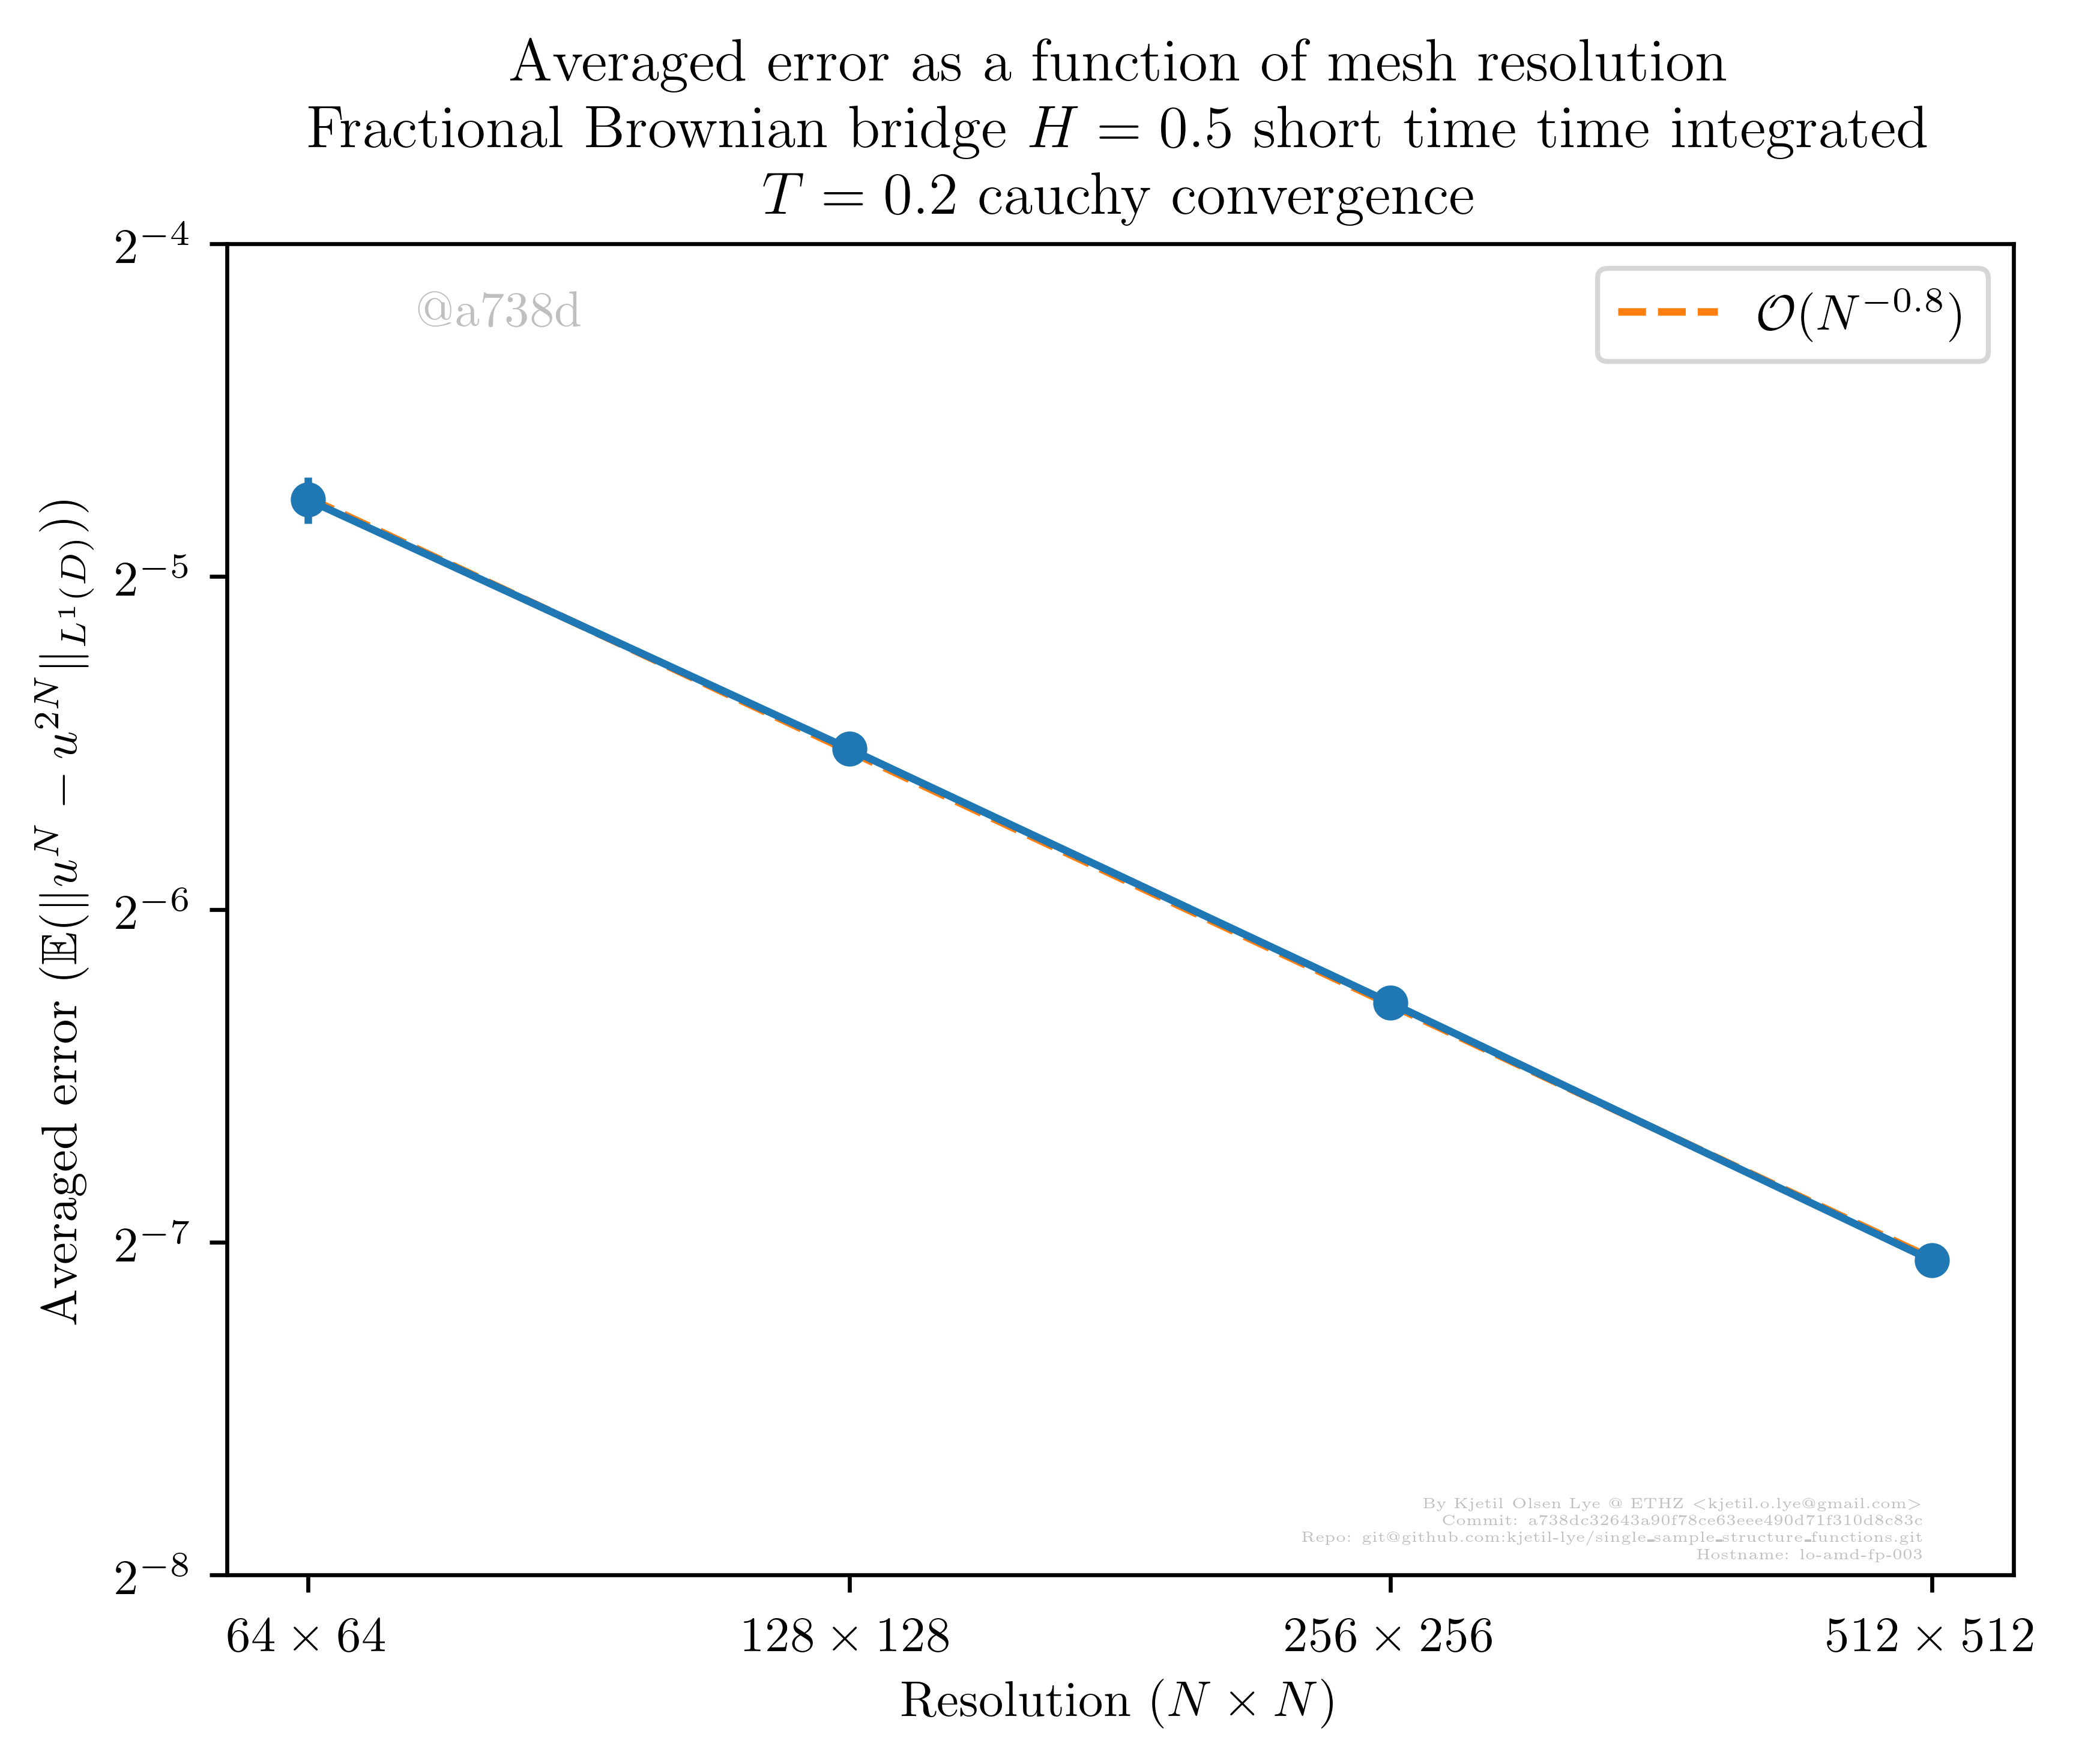 Averaged error as a function of mesh resolution
Fractional Brownian bridge H = 0.5 short time time integrated
T = 0.2 cauchy convergence
2⁻⁴
@a738d
𝒪(N⁻⁰·⁸)
2⁻⁵
2⁻⁶
2⁻⁷
2⁻⁸
Averaged error (𝔼(||u^N − u^{2N}||_{L¹(D)}))
By Kjetil Olsen Lye @ ETHZ <kjetil.o.lye@gmail.com>
Commit: a738dc32643a90f78ce63eee490d71f310d8c83c
Repo: git@github.com:kjetil-lye/single_sample_structure_functions.git
Hostname: lo-amd-fp-003
64 × 64 128 × 128 256 × 256 512 × 512
Resolution (N × N)